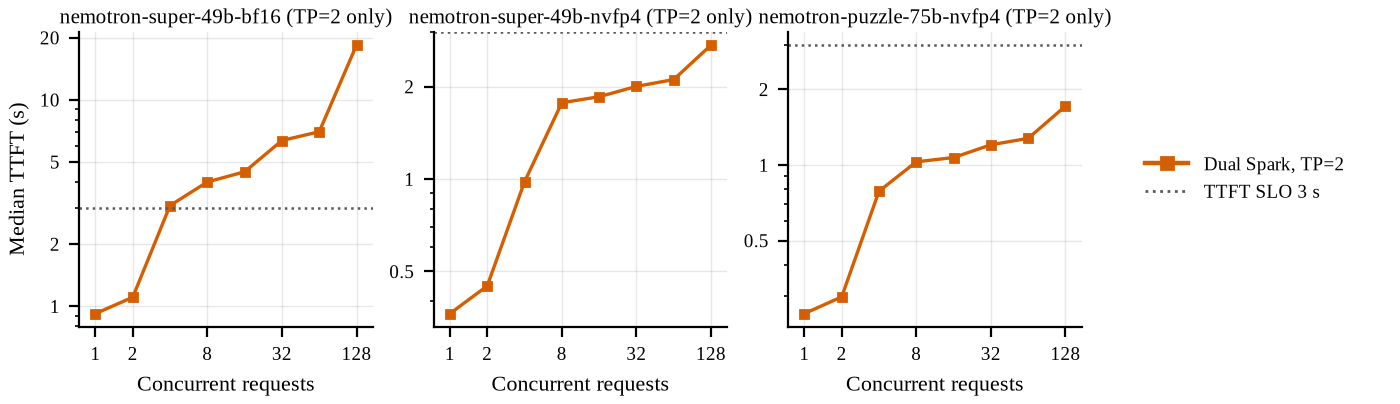 nemotron-super-49b-bf16 (TP=2 only)
nemotron-super-49b-nvfp4 (TP=2 only)
nemotron-puzzle-75b-nvfp4 (TP=2 only)
Median TTFT (s)
20
10
5
2
1
1
2
8
32
128
Concurrent requests
2
1
0.5
1
2
8
32
128
Concurrent requests
2
1
0.5
1
2
8
32
128
Concurrent requests
Dual Spark, TP=2
TTFT SLO 3 s